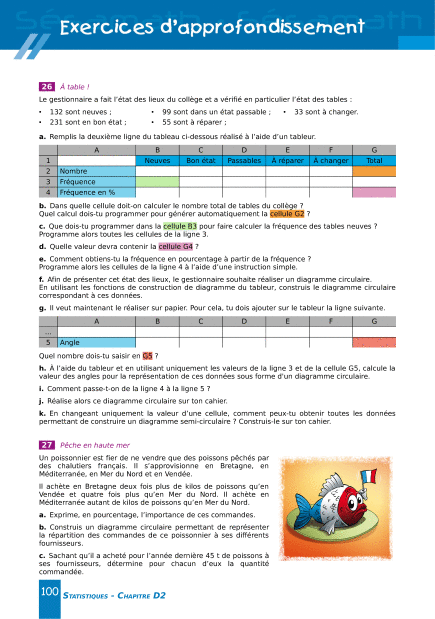 Exercices d'approfondissement
26 À table !
Le gestionnaire a fait l'état des lieux du collège et a vérifié en particulier l'état des tables :
• 132 sont neuves ; • 99 sont dans un état passable ; • 33 sont à changer.
• 231 sont en bon état ; • 55 sont à réparer ;
a. Remplis la deuxième ligne du tableau ci-dessous réalisé à l'aide d'un tableur.
A B C D E F G
1 Neuves Bon état Passables À réparer À changer Total
2 Nombre
3 Fréquence
4 Fréquence en %
b. Dans quelle cellule doit-on calculer le nombre total de tables du collège ?
Quel calcul dois-tu programmer pour générer automatiquement la cellule G2 ?
c. Que dois-tu programmer dans la cellule B3 pour faire calculer la fréquence des tables neuves ?
Programme alors toutes les cellules de la ligne 3.
d. Quelle valeur devra contenir la cellule G4 ?
e. Comment obtiens-tu la fréquence en pourcentage à partir de la fréquence ?
Programme alors les cellules de la ligne 4 à l'aide d'une instruction simple.
f. Afin de présenter cet état des lieux, le gestionnaire souhaite réaliser un diagramme circulaire.
En utilisant les fonctions de construction de diagramme du tableur, construis le diagramme circulaire
correspondant à ces données.
g. Il veut maintenant le réaliser sur papier. Pour cela, tu dois ajouter sur le tableur la ligne suivante.
A B C D E F G
...
5 Angle
Quel nombre dois-tu saisir en G5 ?
h. À l'aide du tableur et en utilisant uniquement les valeurs de la ligne 3 et de la cellule G5, calcule la
valeur des angles pour la représentation de ces données sous forme d'un diagramme circulaire.
i. Comment passe-t-on de la ligne 4 à la ligne 5 ?
j. Réalise alors ce diagramme circulaire sur ton cahier.
k. En changeant uniquement la valeur d'une cellule, comment peux-tu obtenir toutes les données
permettant de construire un diagramme semi-circulaire ? Construis-le sur ton cahier.
27 Pêche en haute mer
Un poissonnier est fier de ne vendre que des poissons pêchés par
des chalutiers français. Il s'approvisionne en Bretagne, en
Méditerranée, en Mer du Nord et en Vendée.
Il achète en Bretagne deux fois plus de kilos de poissons qu'en
Vendée et quatre fois plus qu'en Mer du Nord. Il achète en
Méditerranée autant de kilos de poissons qu'en Mer du Nord.
a. Exprime, en pourcentage, l'importance de ces commandes.
b. Construis un diagramme circulaire permettant de représenter
la répartition des commandes de ce poissonnier à ses différents
fournisseurs.
c. Sachant qu'il a acheté pour l'année dernière 45 t de poissons à
ses fournisseurs, détermine pour chacun d'eux la quantité
commandée.
100 Statistiques - Chapitre D2